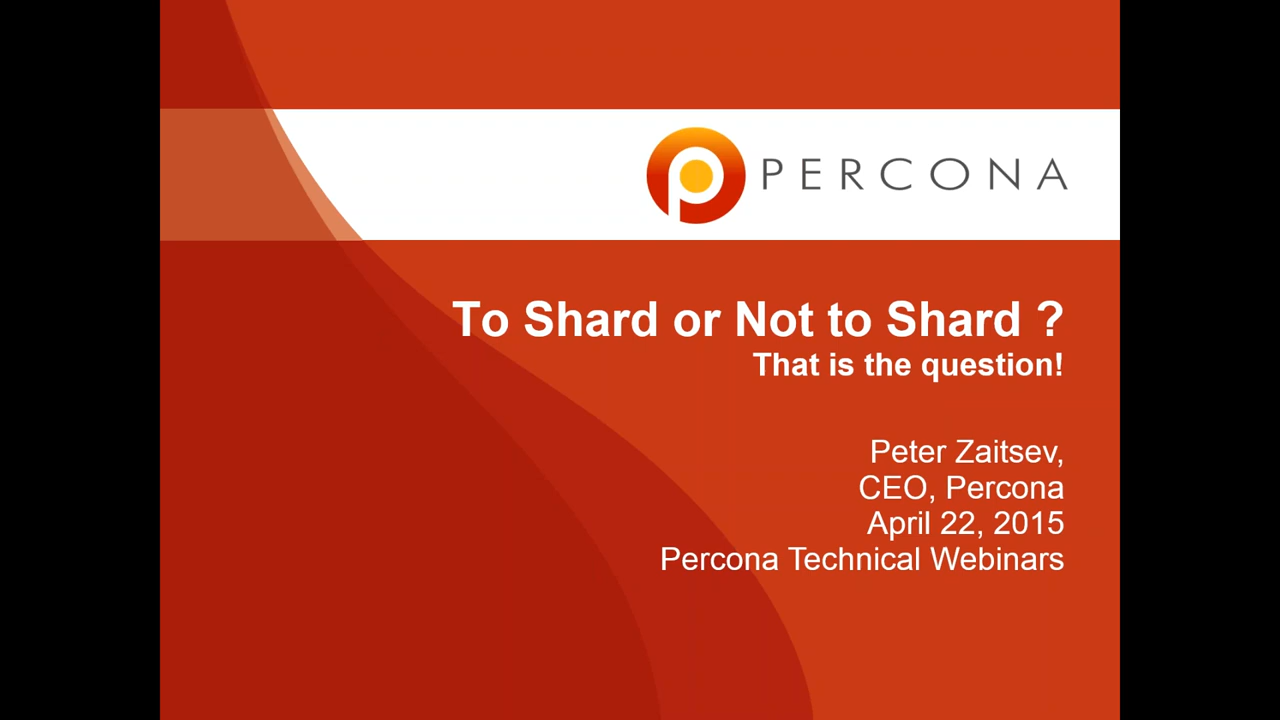 PERCONA
To Shard or Not to Shard ?
That is the question!
Peter Zaitsev,
CEO, Percona
April 22, 2015
Percona Technical Webinars